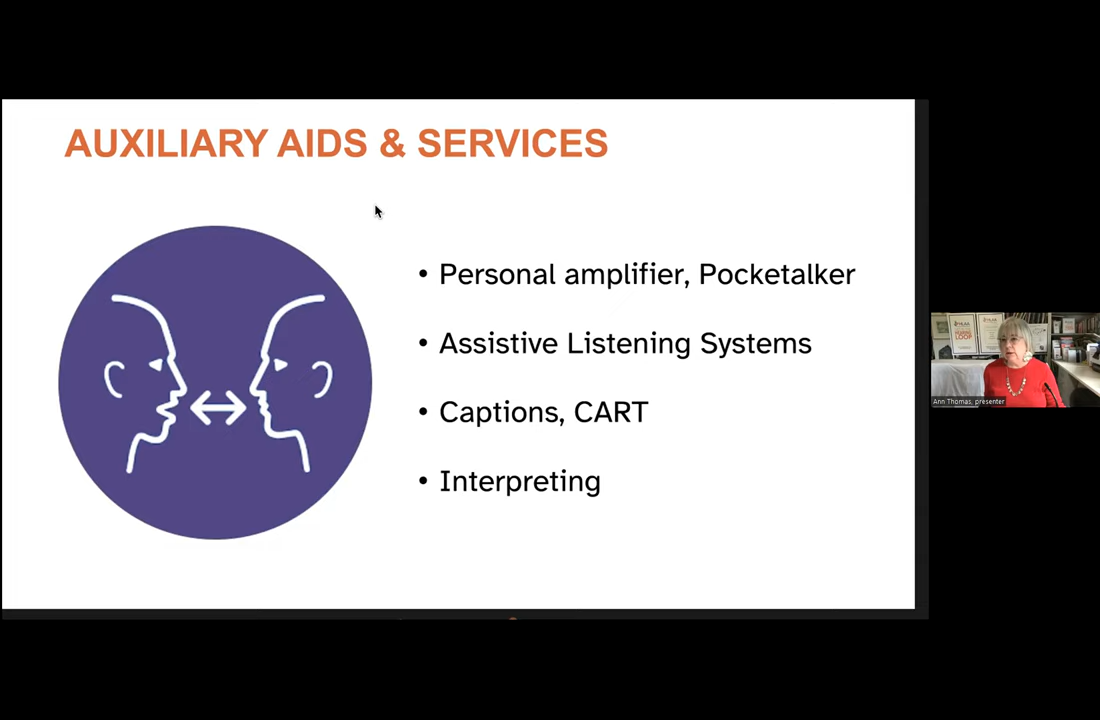 AUXILIARY AIDS & SERVICES
• Personal amplifier, Pocketalker
• Assistive Listening Systems
• Captions, CART
• Interpreting
Ann Thomas, presenter